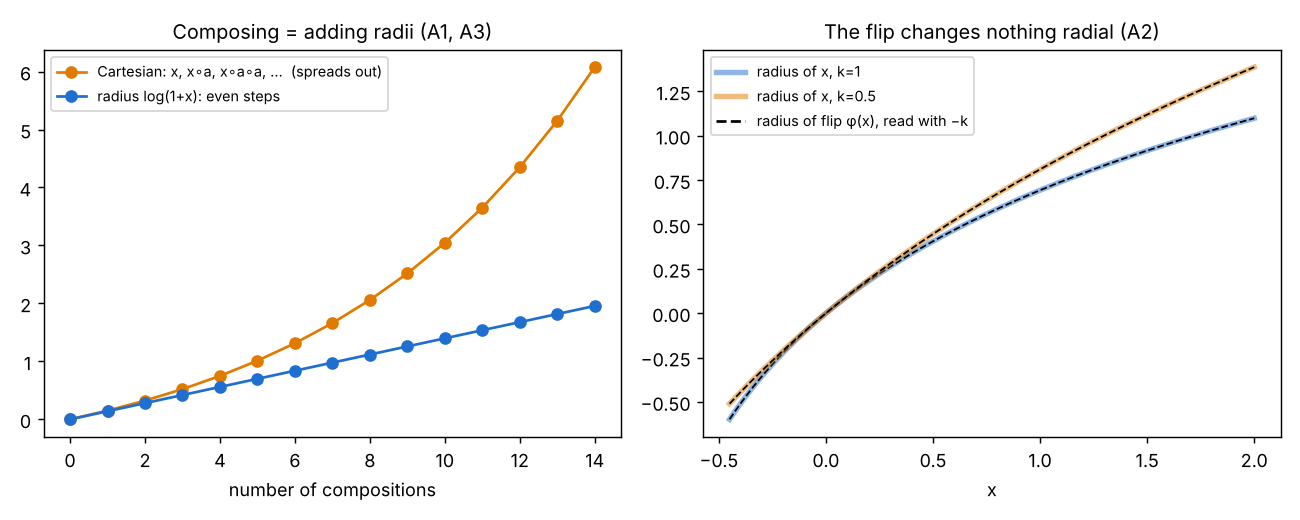 Composing = adding radii (A1, A3)
Cartesian: x, x∘a, x∘a∘a, … (spreads out)
radius log(1+x): even steps
6
5
4
3
2
1
0
0 2 4 6 8 10 12 14
number of compositions
The flip changes nothing radial (A2)
radius of x, k=1
radius of x, k=0.5
radius of flip φ(x), read with −k
1.25
1.00
0.75
0.50
0.25
0.00
−0.25
−0.50
−0.5 0.0 0.5 1.0 1.5 2.0
x